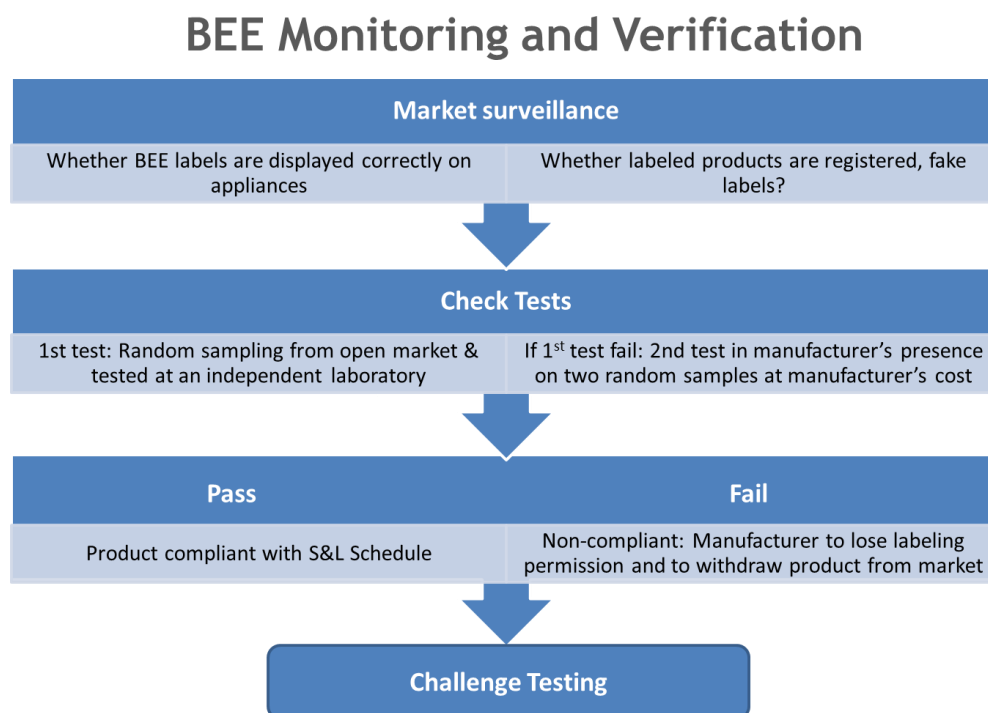 BEE Monitoring and Verification
Market surveillance
Whether BEE labels are displayed correctly on
appliances
Whether labeled products are registered, fake
labels?
Check Tests
1st test: Random sampling from open market &
tested at an independent laboratory
If 1st test fail: 2nd test in manufacturer’s presence
on two random samples at manufacturer’s cost
Pass
Fail
Product compliant with S&L Schedule
Non-compliant: Manufacturer to lose labeling
permission and to withdraw product from market
Challenge Testing